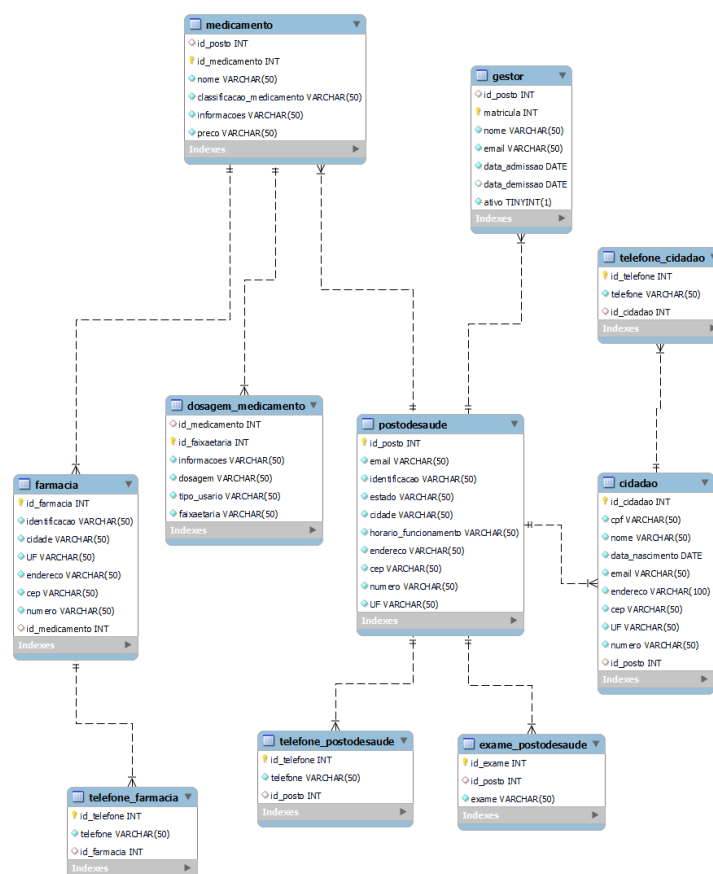 medicamento
id_posto INT
id_medicamento INT
nome VARCHAR(50)
classificacao_medicamento VARCHAR(50)
informacoes VARCHAR(50)
preco VARCHAR(50)
Indexes
gestor
id_posto INT
matricula INT
nome VARCHAR(50)
email VARCHAR(50)
data_admissao DATE
data_demissao DATE
ativo TINYINT(1)
Indexes
telefone_cidadao
id_telefone INT
telefone VARCHAR(50)
id_cidadao INT
Indexes
dosagem_medicamento
id_medicamento INT
id_faixaetaria INT
informacoes VARCHAR(50)
dosagem VARCHAR(50)
tipo_usario VARCHAR(50)
faixaetaria VARCHAR(50)
Indexes
postodesaude
id_posto INT
email VARCHAR(50)
identificacao VARCHAR(50)
estado VARCHAR(50)
cidade VARCHAR(50)
horario_funcionamento VARCHAR(50)
endereco VARCHAR(50)
cep VARCHAR(50)
numero VARCHAR(50)
UF VARCHAR(50)
Indexes
farmacia
id_farmacia INT
identificacao VARCHAR(50)
cidade VARCHAR(50)
UF VARCHAR(50)
endereco VARCHAR(50)
cep VARCHAR(50)
numero VARCHAR(50)
id_medicamento INT
Indexes
cidadao
id_cidadao INT
cpf VARCHAR(50)
nome VARCHAR(50)
data_nascimento DATE
email VARCHAR(50)
endereco VARCHAR(100)
cep VARCHAR(50)
UF VARCHAR(50)
numero VARCHAR(50)
id_posto INT
Indexes
telefone_postodesaude
id_telefone INT
telefone VARCHAR(50)
id_posto INT
Indexes
exame_postodesaude
id_exame INT
id_posto INT
exame VARCHAR(50)
Indexes
telefone_farmacia
id_telefone INT
telefone VARCHAR(50)
id_farmacia INT
Indexes